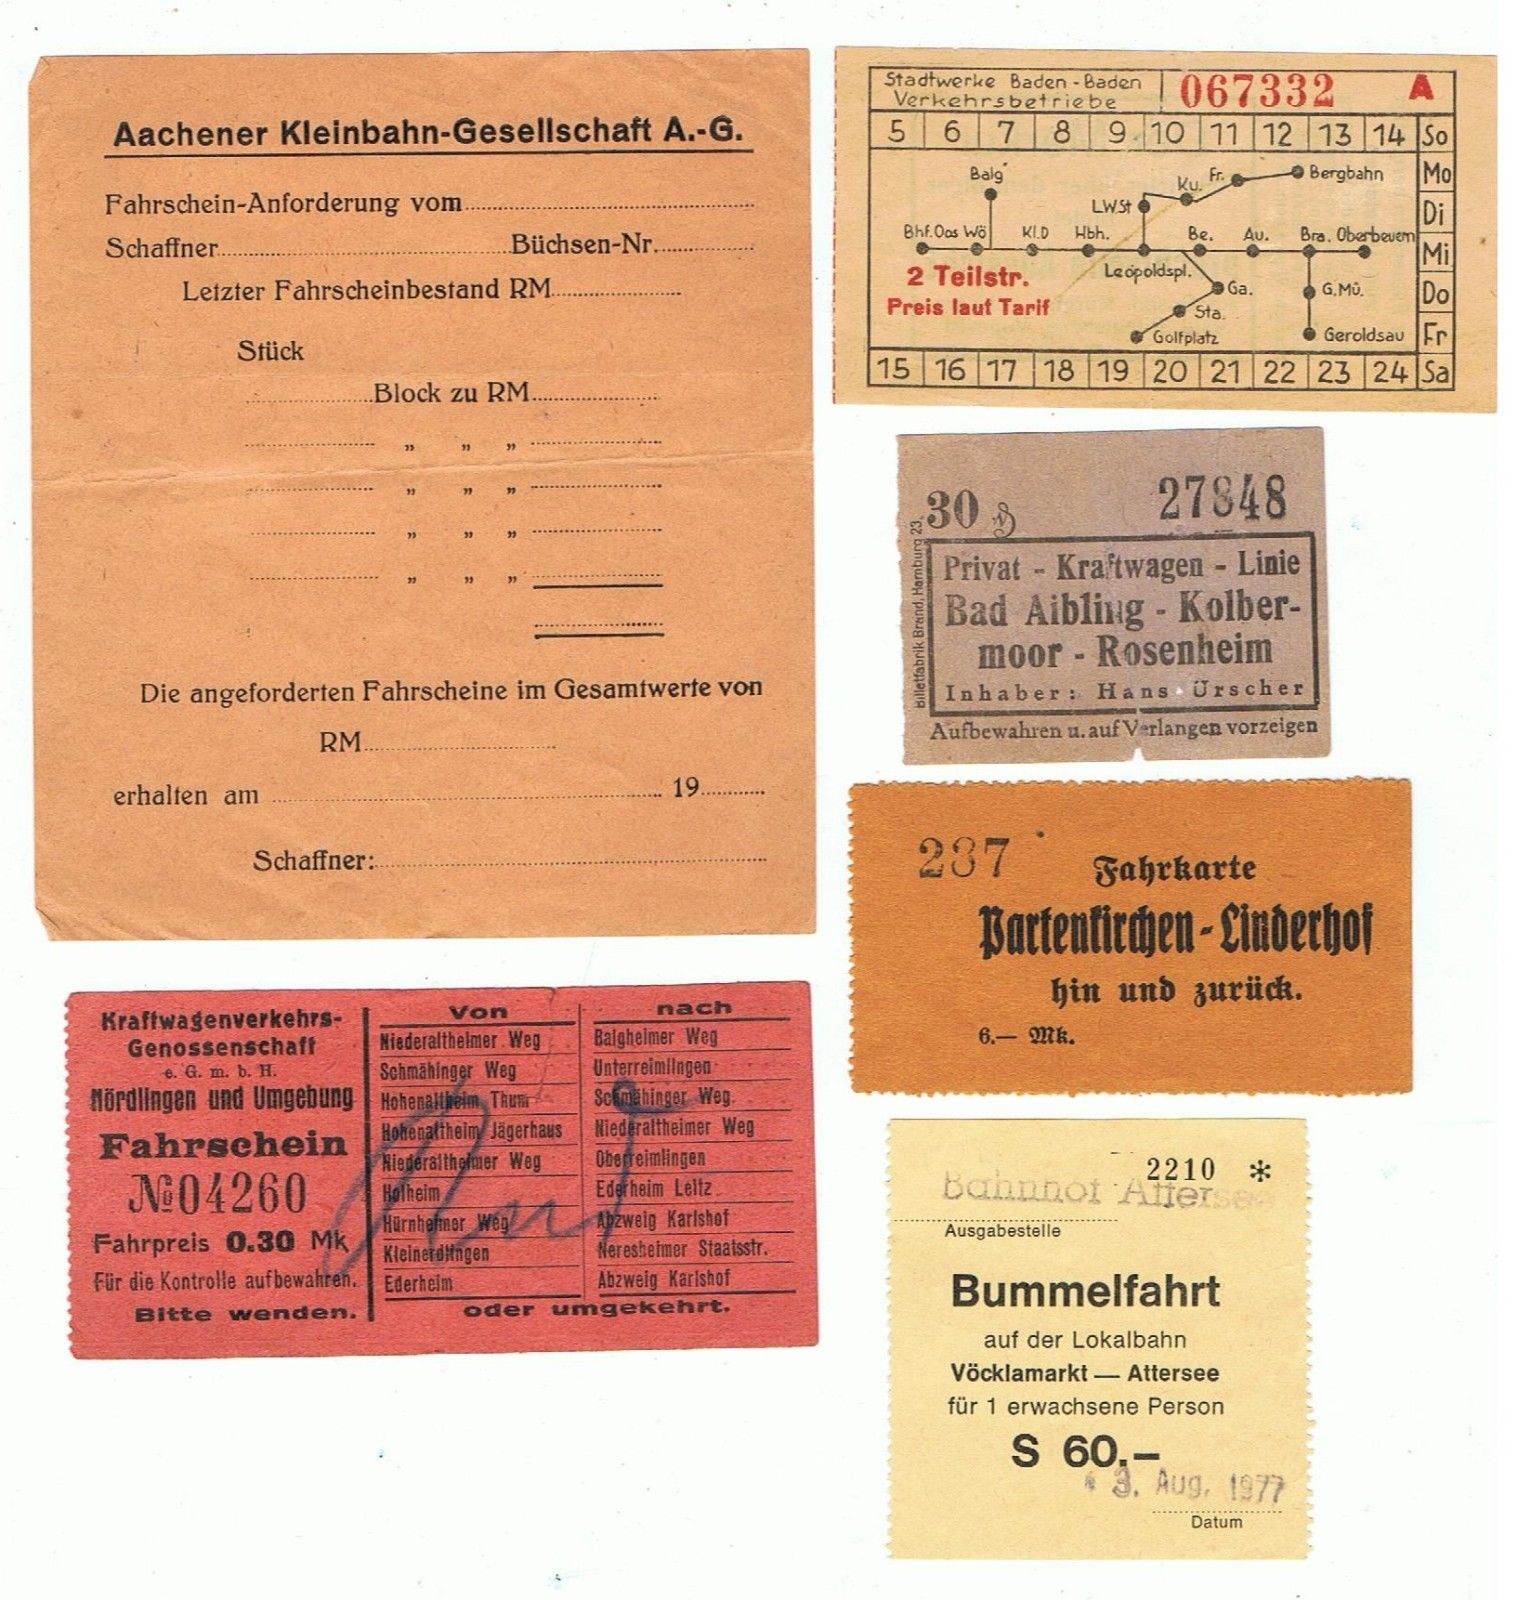 Aachener Kleinbahn-Gesellschaft A.-G.
Fahrschein-Anforderung vom
Schaffner Büchsen-Nr.
Letzter Fahrscheinbestand RM
Stück
Block zu RM
„ „ „
„ „ „
„ „ „
„ „ „
Die angeforderten Fahrscheine im Gesamtwerte von
RM
erhalten am 19
Schaffner:
Stadtwerke Baden-Baden
Verkehrsbetriebe
067332 A
5 6 7 8 9 10 11 12 13 14 So
Mo
Di
Mi
Do
Fr
Balg
Ku. Fr. Bergbahn
L.W.St
Bhf.Oos Wö Kl.D Hbh. Be. Au. Bra. Oberbeuern
Leopoldspl.
2 Teilstr.
Preis laut Tarif
Ga. G.Mü.
Sta.
Golfplatz Geroldsau
15 16 17 18 19 20 21 22 23 24 Sa
30 ₰ 27848
Billettfabrik Brand, Hamburg 23.
Privat - Kraftwagen - Linie
Bad Aibling - Kolber-
moor - Rosenheim
Inhaber: Hans Ürscher
Aufbewahren u. auf Verlangen vorzeigen
237
Fahrkarte
Partenkirchen-Linderhof
hin und zurück.
6.— Mk.
Kraftwagenverkehrs-
Genossenschaft
e. G. m. b. H.
Nördlingen und Umgebung
Fahrschein
№ 04260
Fahrpreis 0.30 Mk
Für die Kontrolle aufbewahren.
Bitte wenden.
von nach
Niederaltheimer Weg Balgheimer Weg
Schmähinger Weg Unterreimlingen
Hohenaltheim Thum Schmähinger Weg
Hohenaltheim Jägerhaus Niederaltheimer Weg
Niederaltheimer Weg Oberreimlingen
Holheim Ederheim Leitz
Hürnheimer Weg Abzweig Karlshof
Kleinerdlingen Neresheimer Staatsstr.
Ederheim Abzweig Karlshof
oder umgekehrt.
2210 *
Bahnhof Attersee
Ausgabestelle
Bummelfahrt
auf der Lokalbahn
Vöcklamarkt — Attersee
für 1 erwachsene Person
S 60.–
3. Aug. 1977
Datum